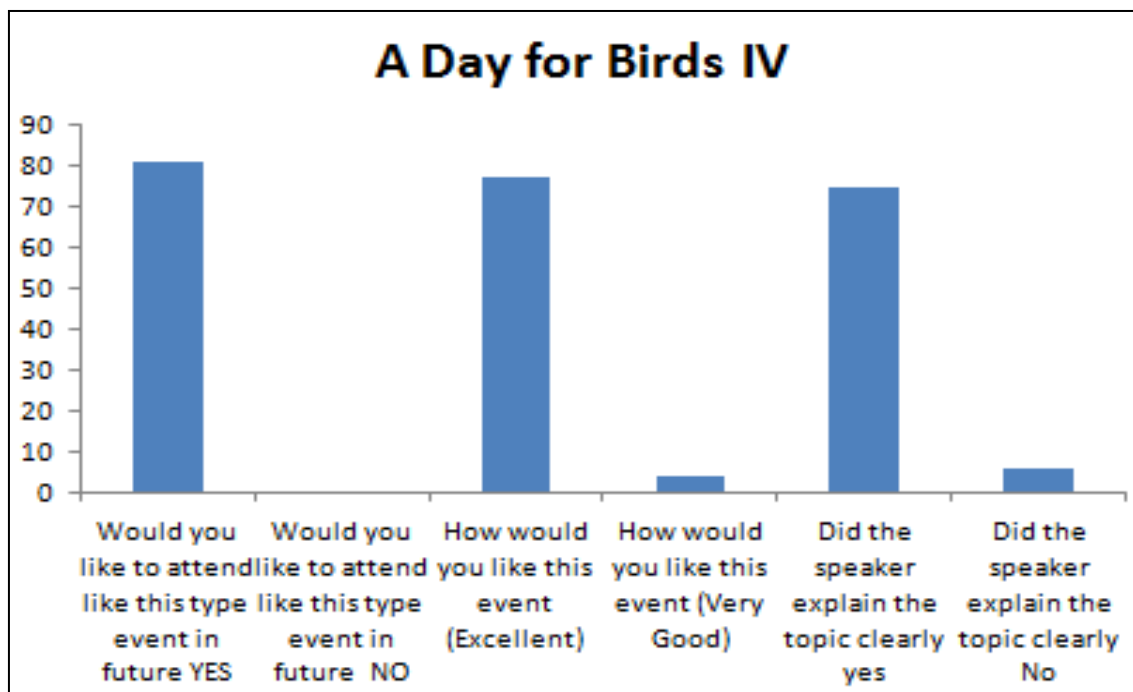 A Day for Birds IV
90
80
70
60
50
40
30
20
10
0
Would you
like to attend
like this type
event in
future YES
Would you
like to attend
like this type
event in
future NO
How would
you like this
event
(Excellent)
How would
you like this
event (Very
Good)
Did the
speaker
explain the
topic clearly
yes
Did the
speaker
explain the
topic clearly
No